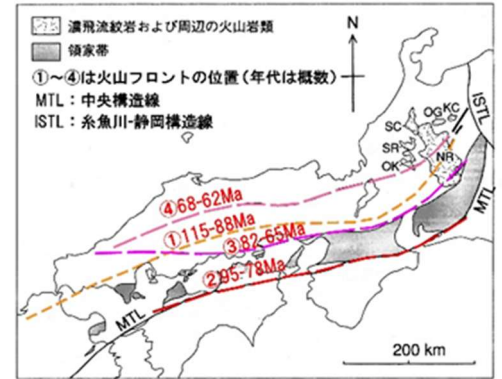 濃飛流紋岩および周辺の火山岩類
領家帯
①~④は火山フロントの位置(年代は概数)
MTL:中央構造線
ISTL:糸魚川-静岡構造線
N
ISTL
OG KC
SC
SR
OK
NR
MTL
④68-62Ma
①115-88Ma
③82-65Ma
②95-78Ma
MTL
200 km